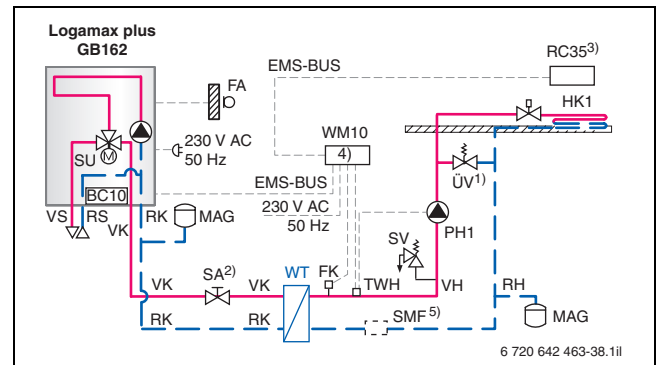 Logamax plus
GB162
RC35³⁾
EMS-BUS
FA
HK1
WM10
230 V AC
50 Hz
SU
M
4)
ÜV¹⁾
BC10
EMS-BUS
VS
RS
RK
MAG
230 V AC
50 Hz
PH1
VK
SV
SA²⁾
VK
WT
FK
TWH
VH
RH
RK
RK
SMF⁵⁾
MAG
6 720 642 463-38.1il